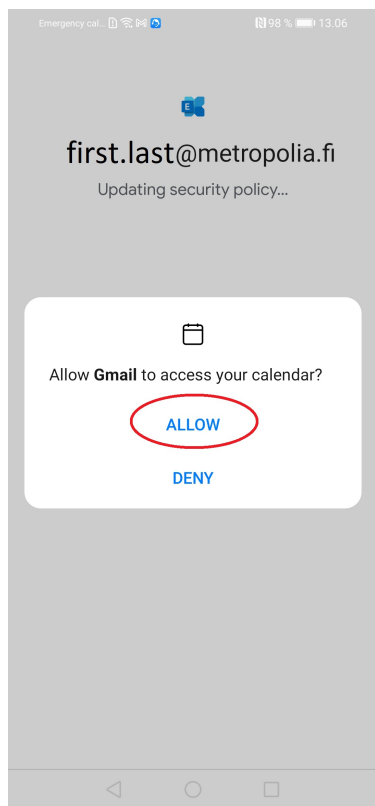 Emergency cal...
98 % 13.06
E
first.last@metropolia.fi
Updating security policy...
Allow Gmail to access your calendar?
ALLOW
DENY